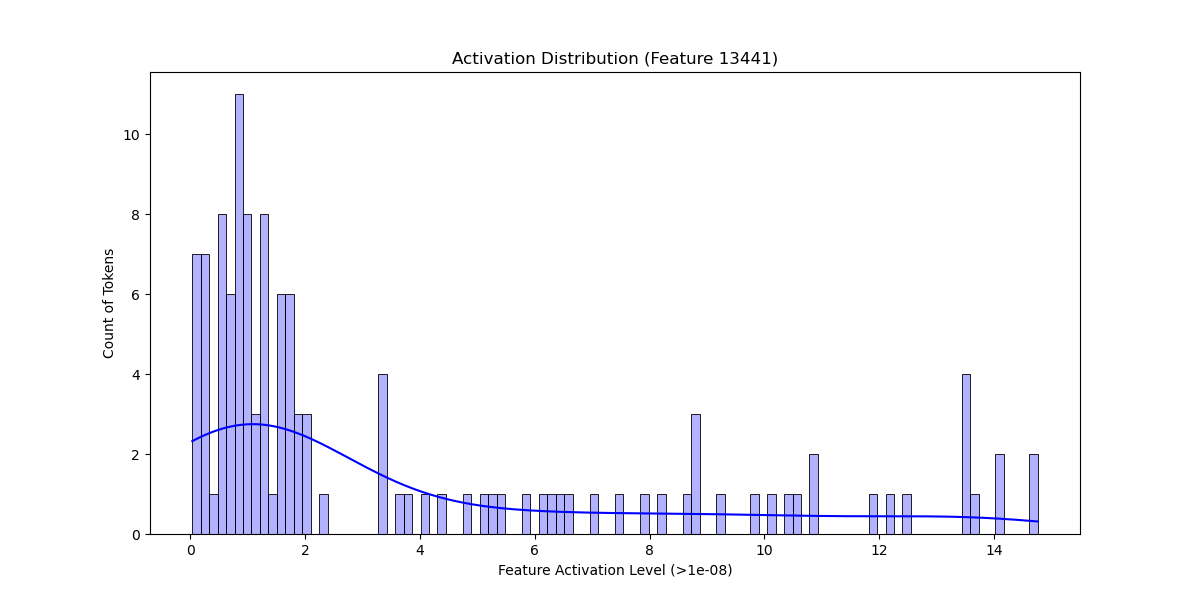 Activation Distribution (Feature 13441)
Count of Tokens
10
8
6
4
2
0
0 2 4 6 8 10 12 14
Feature Activation Level (>1e-08)